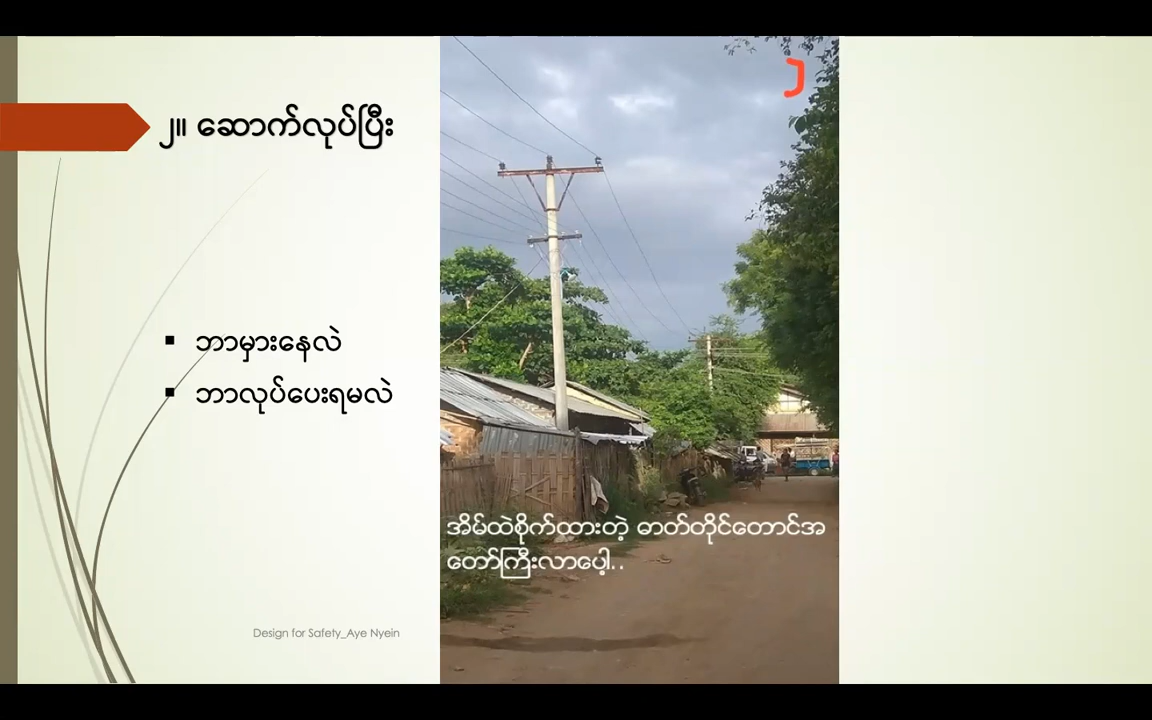 ၂။ ဆောက်လုပ်ပြီး
▪ ဘာမှားနေလဲ
▪ ဘာလုပ်ပေးရမလဲ
Design for Safety_Aye Nyein
၂
အိမ်ထဲစိုက်ထားတဲ့ ဓာတ်တိုင်တောင်အ
တော်ကြီးလာပေါ့..